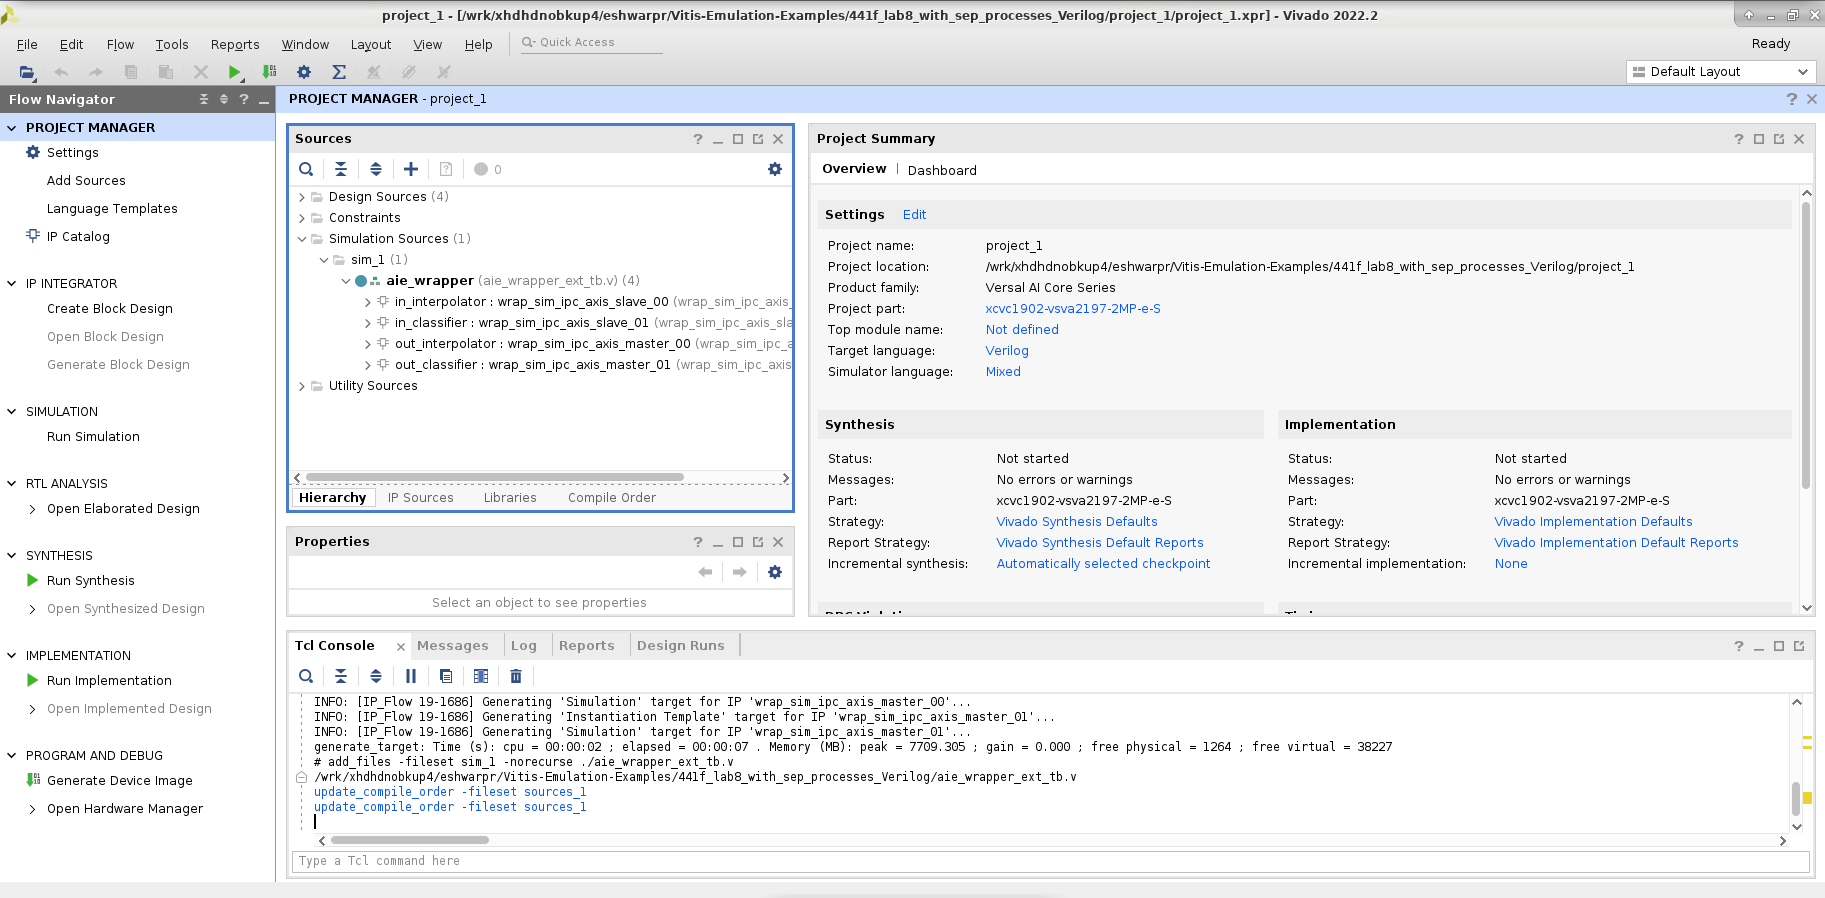 project_1 - [/wrk/xhdhdnobkup4/eshwarpr/Vitis-Emulation-Examples/441f_lab8_with_sep_processes_Verilog/project_1/project_1.xpr] - Vivado 2022.2
File Edit Flow Tools Reports Window Layout View Help Quick Access Ready
Default Layout
Flow Navigator
PROJECT MANAGER
Settings
Add Sources
Language Templates
IP Catalog
IP INTEGRATOR
Create Block Design
Open Block Design
Generate Block Design
SIMULATION
Run Simulation
RTL ANALYSIS
Open Elaborated Design
SYNTHESIS
Run Synthesis
Open Synthesized Design
IMPLEMENTATION
Run Implementation
Open Implemented Design
PROGRAM AND DEBUG
Generate Device Image
Open Hardware Manager
PROJECT MANAGER - project_1
Sources
0
Design Sources (4)
Constraints
Simulation Sources (1)
sim_1 (1)
aie_wrapper (aie_wrapper_ext_tb.v) (4)
in_interpolator : wrap_sim_ipc_axis_slave_00 (wrap_sim_ipc_axis_
in_classifier : wrap_sim_ipc_axis_slave_01 (wrap_sim_ipc_axis_sla
out_interpolator : wrap_sim_ipc_axis_master_00 (wrap_sim_ipc_a
out_classifier : wrap_sim_ipc_axis_master_01 (wrap_sim_ipc_axis
Utility Sources
Hierarchy IP Sources Libraries Compile Order
Properties
Select an object to see properties
Project Summary
Overview | Dashboard
Settings Edit
Project name: project_1
Project location: /wrk/xhdhdnobkup4/eshwarpr/Vitis-Emulation-Examples/441f_lab8_with_sep_processes_Verilog/project_1
Product family: Versal AI Core Series
Project part: xcvc1902-vsva2197-2MP-e-S
Top module name: Not defined
Target language: Verilog
Simulator language: Mixed
Synthesis
Status: Not started
Messages: No errors or warnings
Part: xcvc1902-vsva2197-2MP-e-S
Strategy: Vivado Synthesis Defaults
Report Strategy: Vivado Synthesis Default Reports
Incremental synthesis: Automatically selected checkpoint
Implementation
Status: Not started
Messages: No errors or warnings
Part: xcvc1902-vsva2197-2MP-e-S
Strategy: Vivado Implementation Defaults
Report Strategy: Vivado Implementation Default Reports
Incremental implementation: None
Tcl Console Messages Log Reports Design Runs
INFO: [IP_Flow 19-1686] Generating 'Simulation' target for IP 'wrap_sim_ipc_axis_master_00'...
INFO: [IP_Flow 19-1686] Generating 'Instantiation Template' target for IP 'wrap_sim_ipc_axis_master_01'...
INFO: [IP_Flow 19-1686] Generating 'Simulation' target for IP 'wrap_sim_ipc_axis_master_01'...
generate_target: Time (s): cpu = 00:00:02 ; elapsed = 00:00:07 . Memory (MB): peak = 7709.305 ; gain = 0.000 ; free physical = 1264 ; free virtual = 38227
# add_files -fileset sim_1 -norecurse ./aie_wrapper_ext_tb.v
/wrk/xhdhdnobkup4/eshwarpr/Vitis-Emulation-Examples/441f_lab8_with_sep_processes_Verilog/aie_wrapper_ext_tb.v
update_compile_order -fileset sources_1
update_compile_order -fileset sources_1
Type a Tcl command here